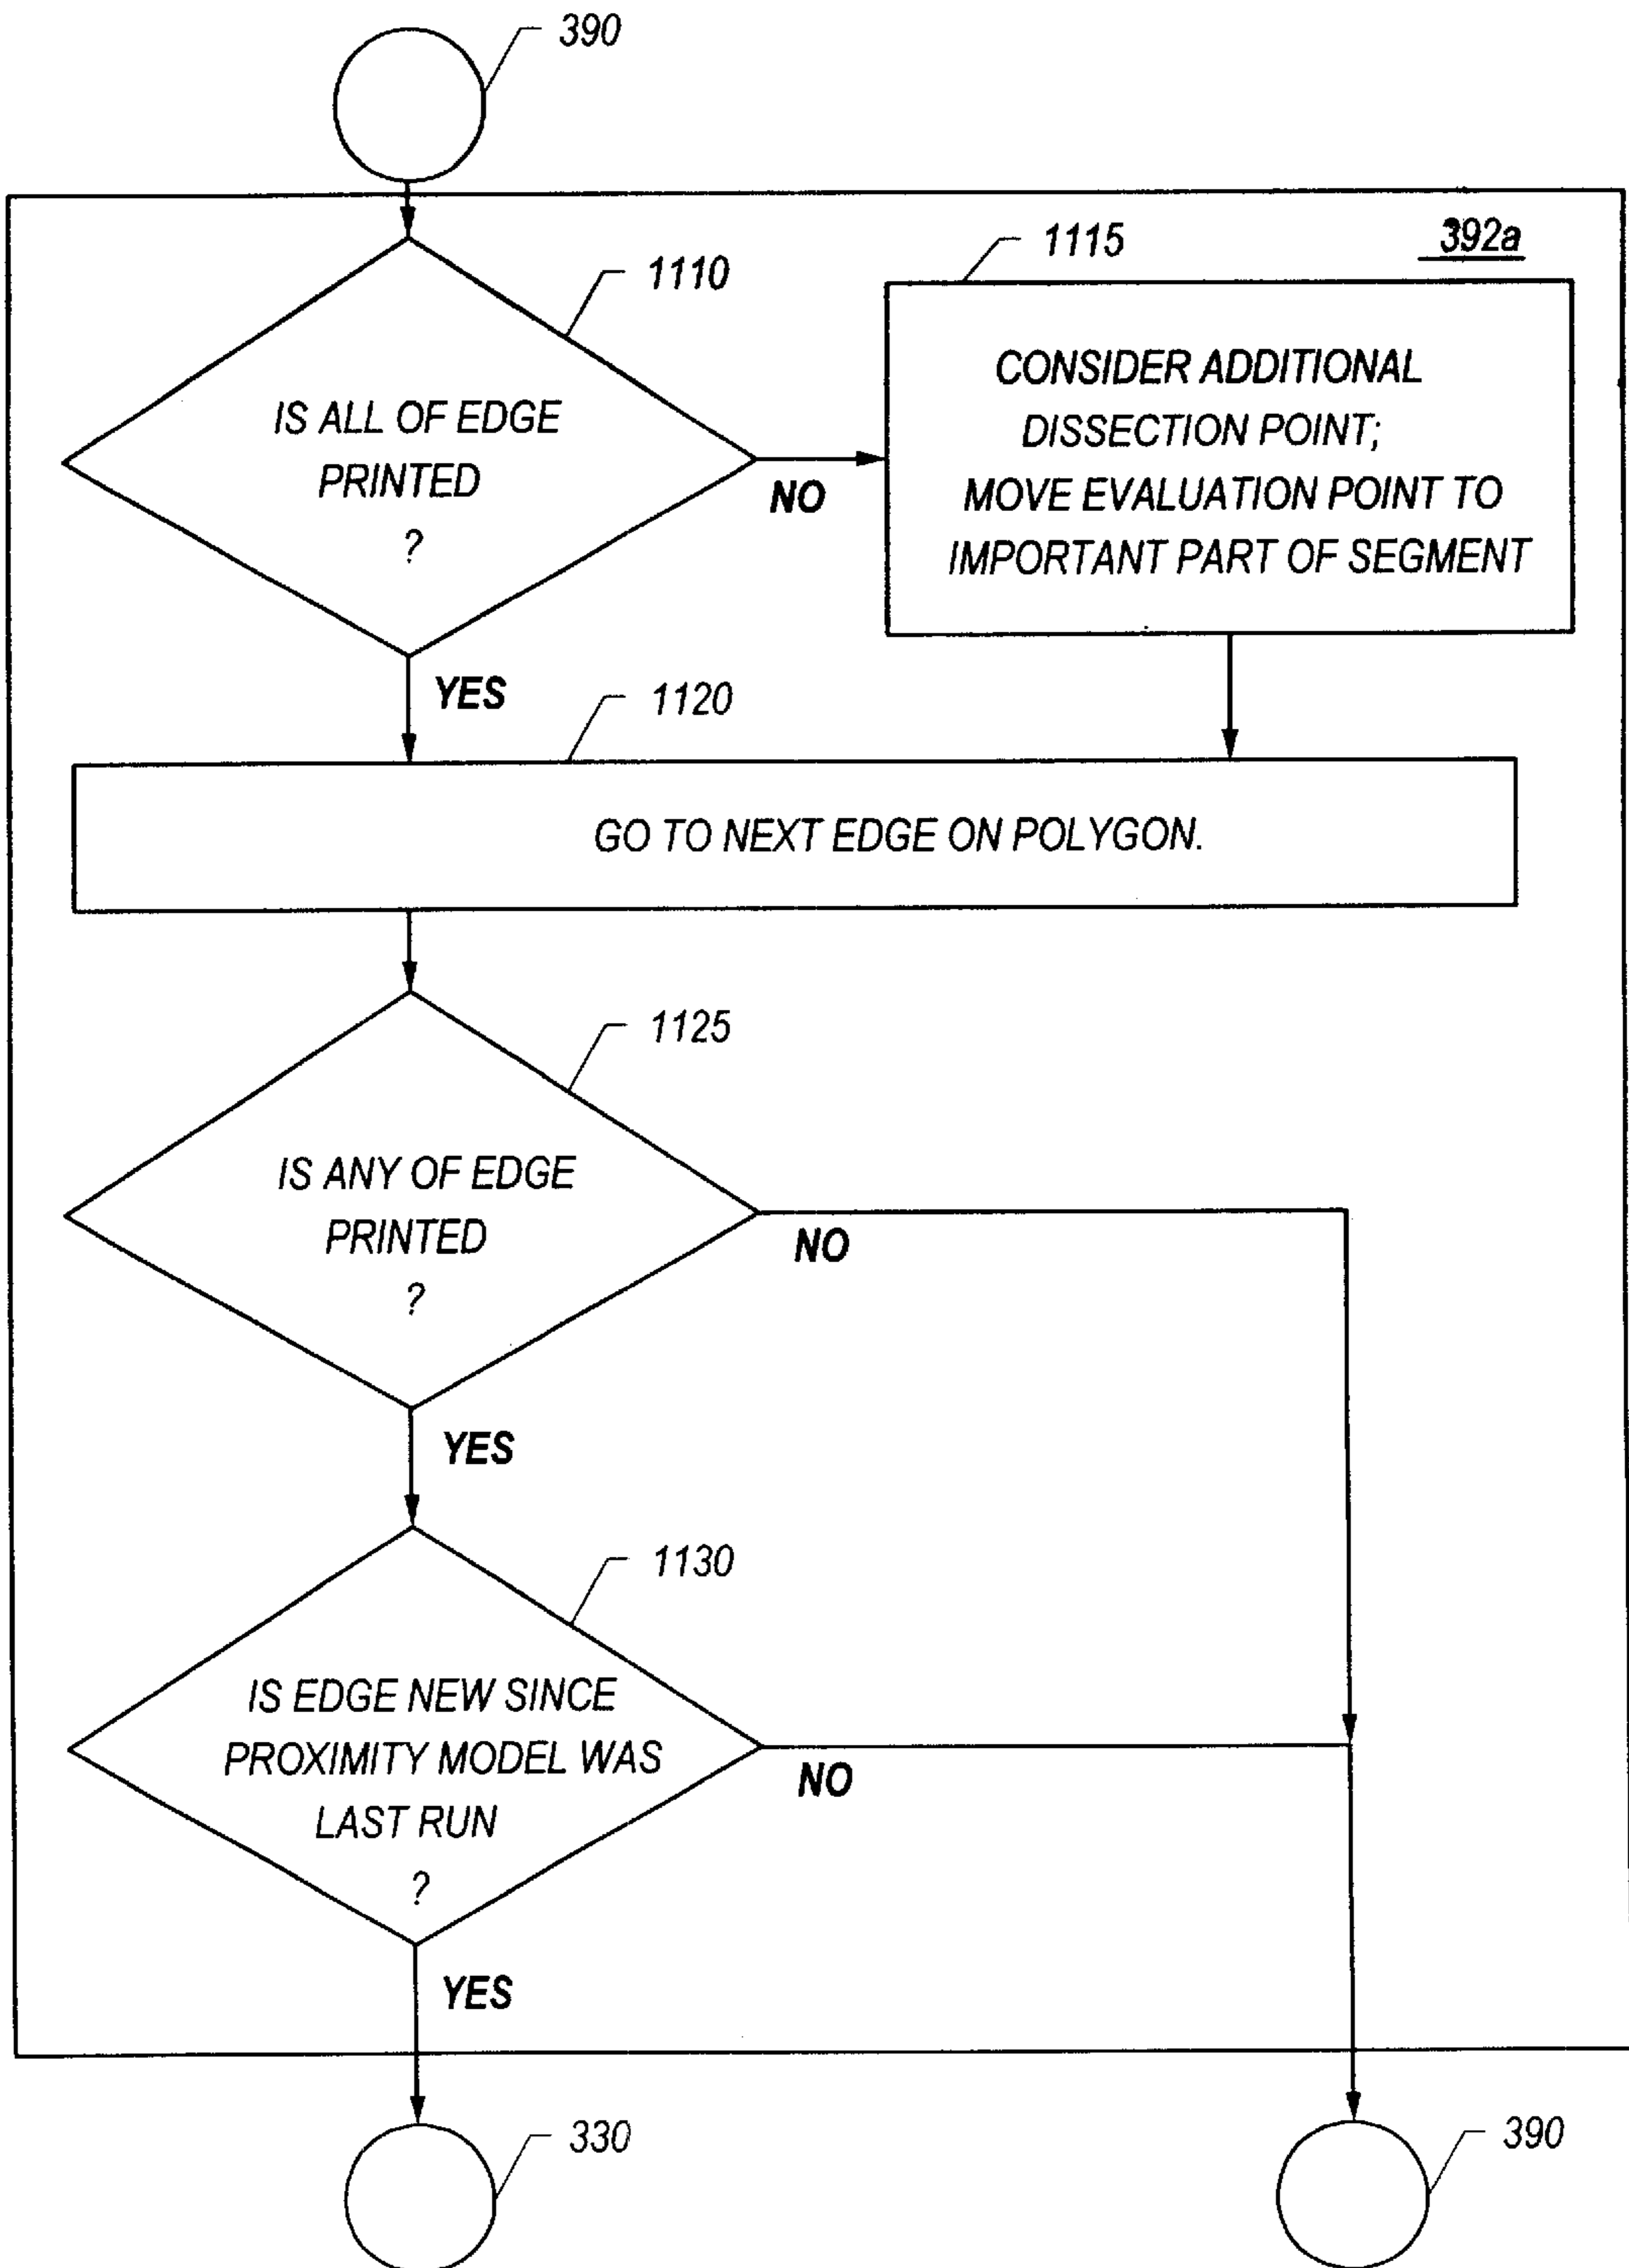 390
392a
1115
1110
IS ALL OF EDGE
PRINTED
?
NO
CONSIDER ADDITIONAL
DISSECTION POINT;
MOVE EVALUATION POINT TO
IMPORTANT PART OF SEGMENT
YES
1120
GO TO NEXT EDGE ON POLYGON.
1125
IS ANY OF EDGE
PRINTED
?
NO
YES
1130
IS EDGE NEW SINCE
PROXIMITY MODEL WAS
LAST RUN
?
NO
YES
330
390